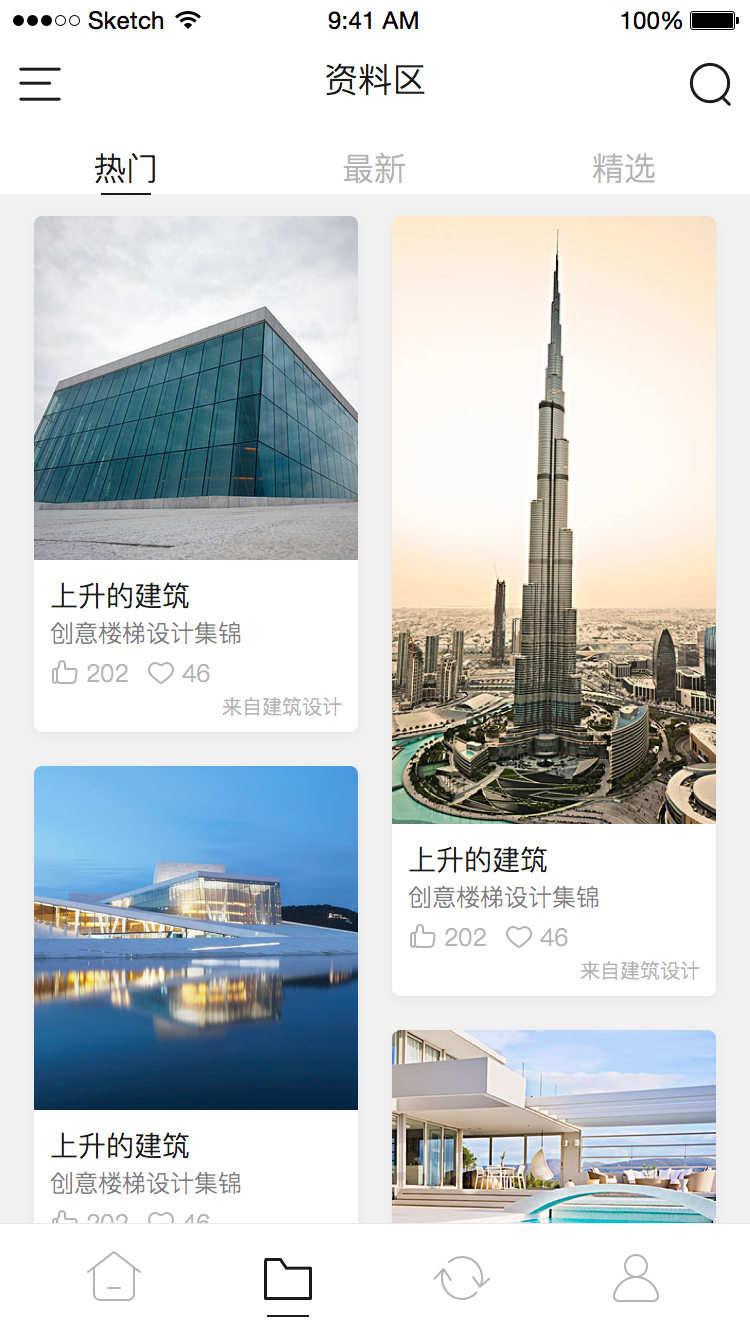 Sketch 9:41 AM 100%
资料区
热门 最新 精选
上升的建筑
创意楼梯设计集锦
202 46
来自建筑设计
上升的建筑
创意楼梯设计集锦
202 46
来自建筑设计
上升的建筑
创意楼梯设计集锦
202 46